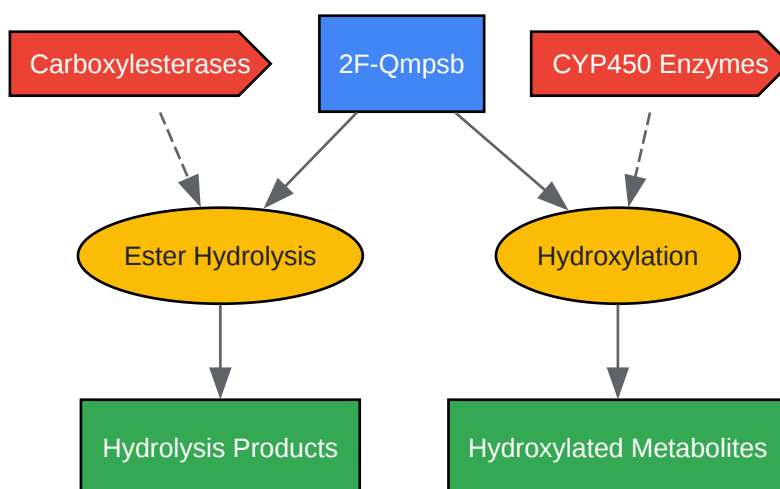 Carboxylesterases
2F-Qmpsb
CYP450 Enzymes
Ester Hydrolysis
Hydroxylation
Hydrolysis Products
Hydroxylated Metabolites